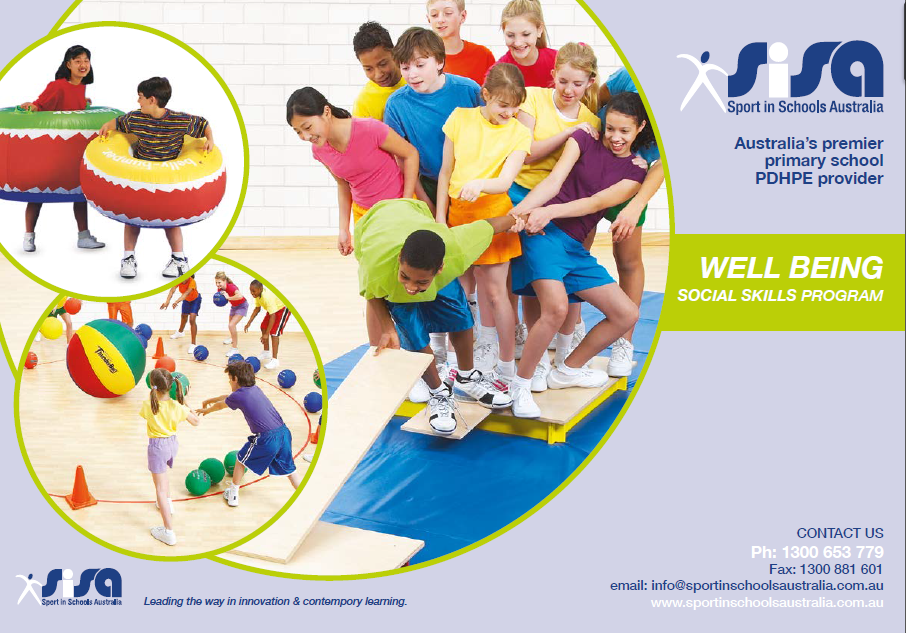 SiSA
Sport in Schools Australia
Australia's premier
primary school
PDHPE provider
WELL BEING
SOCIAL SKILLS PROGRAM
CONTACT US
Ph: 1300 653 779
Fax: 1300 881 601
email: info@sportinschoolsaustralia.com.au
www.sportinschoolsaustralia.com.au
SiSA
Sport in Schools Australia
Leading the way in innovation & contempory learning.